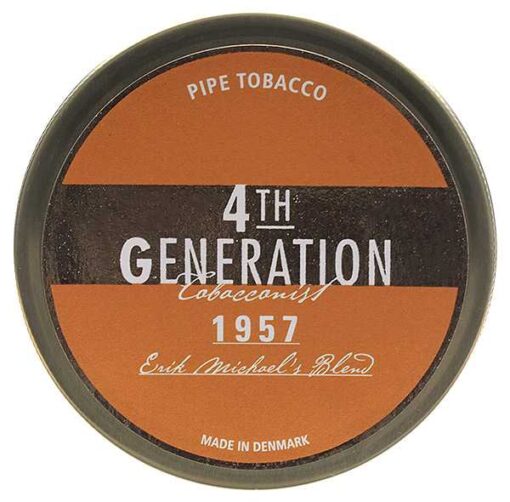 PIPE TOBACCO
4TH
GENERATION
Tobacconist
1957
Erik Michael's Blend
MADE IN DENMARK